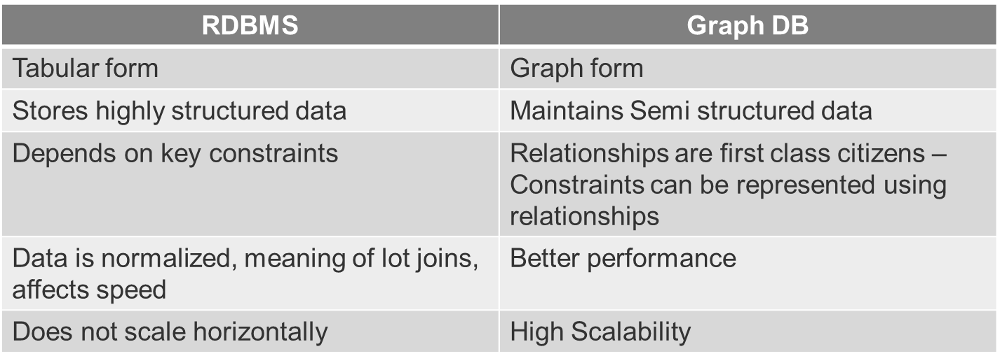 RDBMS
Graph DB
Tabular form
Graph form
Stores highly structured data
Maintains Semi structured data
Depends on key constraints
Relationships are first class citizens –
Constraints can be represented using
relationships
Data is normalized, meaning of lot joins,
affects speed
Better performance
Does not scale horizontally
High Scalability